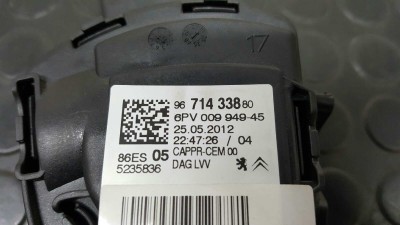 17
96 714 338 80
6PV 009 949-45
25.05.2012
22:47:26 / 04
86ES 05 CAPPR-CEM 00
5235836 DAG LVV